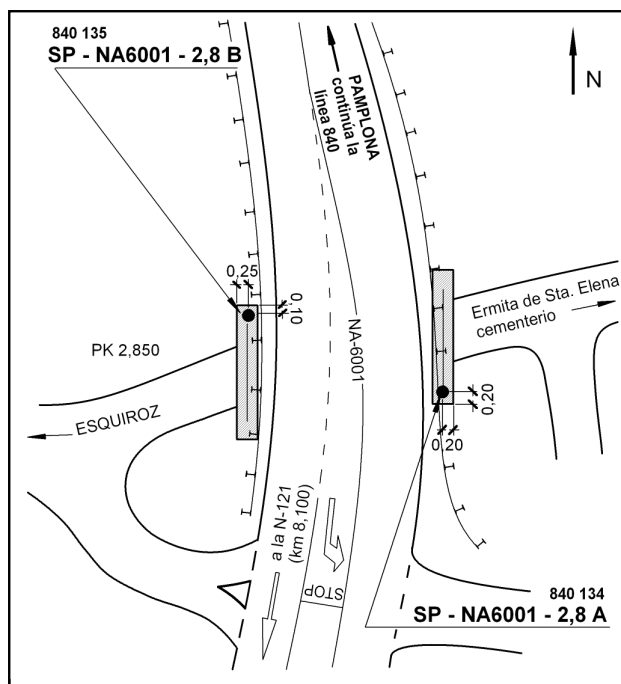 840 135
SP - NA6001 - 2,8 B
PAMPLONA
continúa la
línea 840
N
0,25
0,10
NA-6001
Ermita de Sta. Elena
cementerio
PK 2,850
ESQUIROZ
0,20
0,20
a la N-121
(km 8,100)
STOP
840 134
SP - NA6001 - 2,8 A